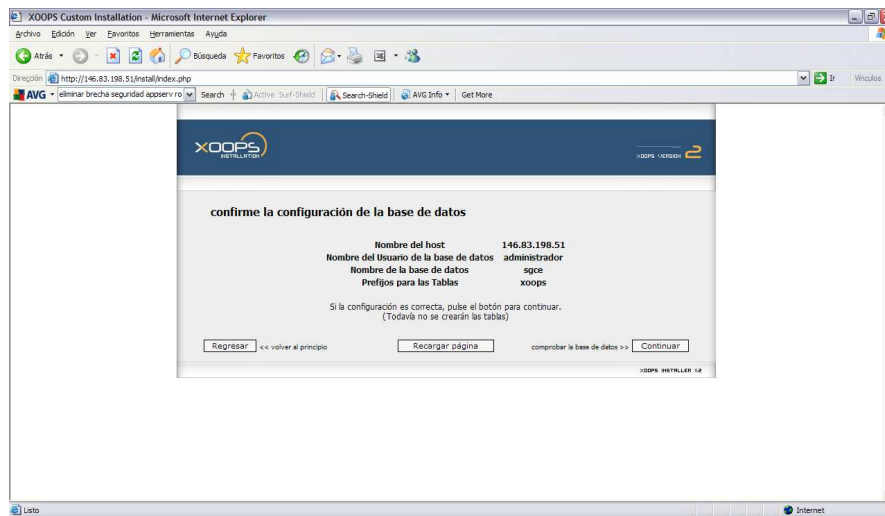 XOOPS Custom Installation - Microsoft Internet Explorer
Archivo Edición Ver Favoritos Herramientas Ayuda
Atrás Búsqueda Favoritos
Dirección http://146.83.198.51/install/index.php Ir Vínculos
AVG eliminar brecha seguridad appserv ro Search Active Surf-Shield Search-Shield AVG Info Get More
XOOPS
INSTALLATION
XOOPS VERSION 2
confirme la configuración de la base de datos
Nombre del host 146.83.198.51
Nombre del Usuario de la base de datos administrador
Nombre de la base de datos sgce
Prefijos para las Tablas xoops
Si la configuración es correcta, pulse el botón para continuar.
(Todavía no se crearán las tablas)
Regresar << volver al principio Recargar página comprobar la base de datos >> Continuar
XOOPS INSTALLER 1.2
Listo Internet